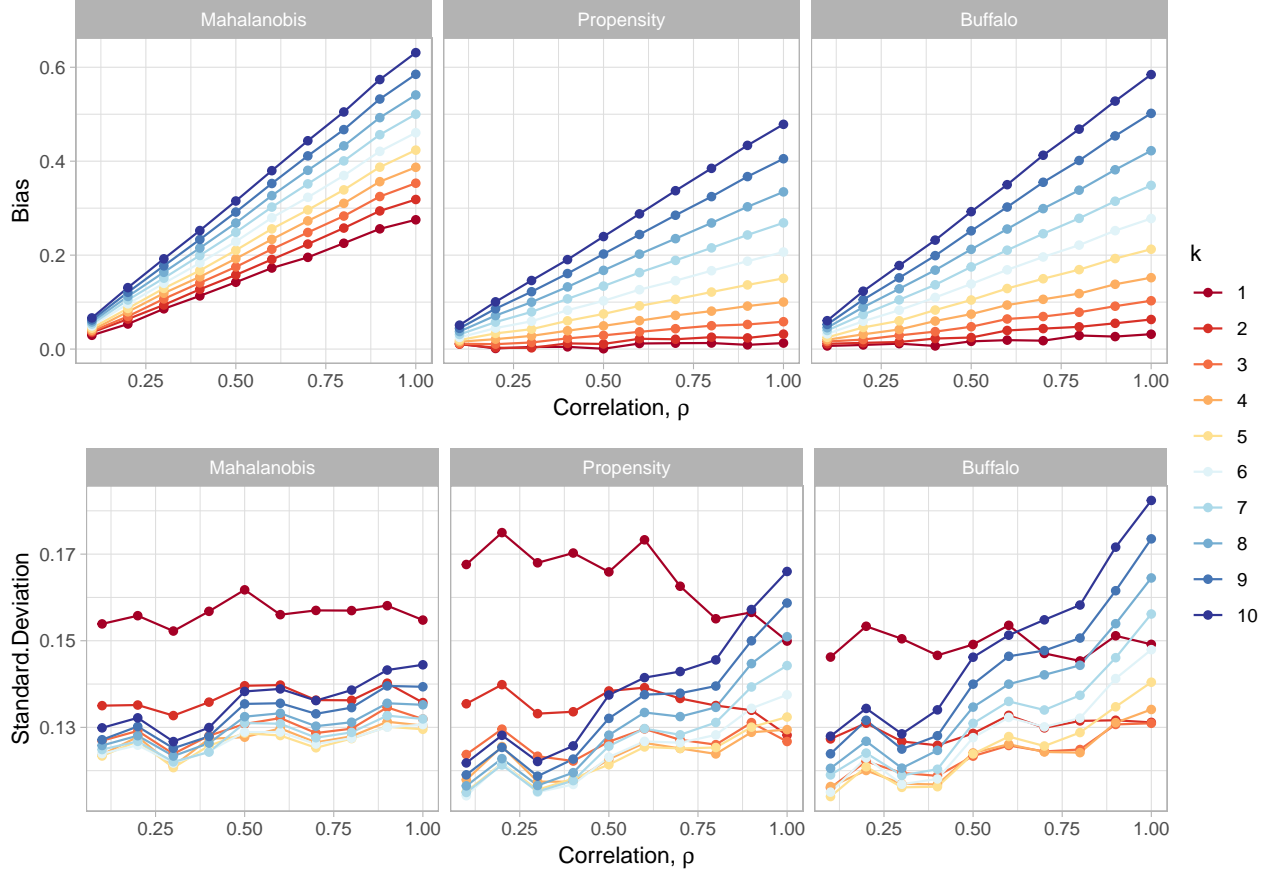 Mahalanobis Propensity Buffalo
0.6
0.4
0.2
0.0
Bias
0.25 0.50 0.75 1.00 0.25 0.50 0.75 1.00 0.25 0.50 0.75 1.00
Correlation, ρ
Mahalanobis Propensity Buffalo
0.17
0.15
0.13
Standard.Deviation
0.25 0.50 0.75 1.00 0.25 0.50 0.75 1.00 0.25 0.50 0.75 1.00
Correlation, ρ
k
1
2
3
4
5
6
7
8
9
10